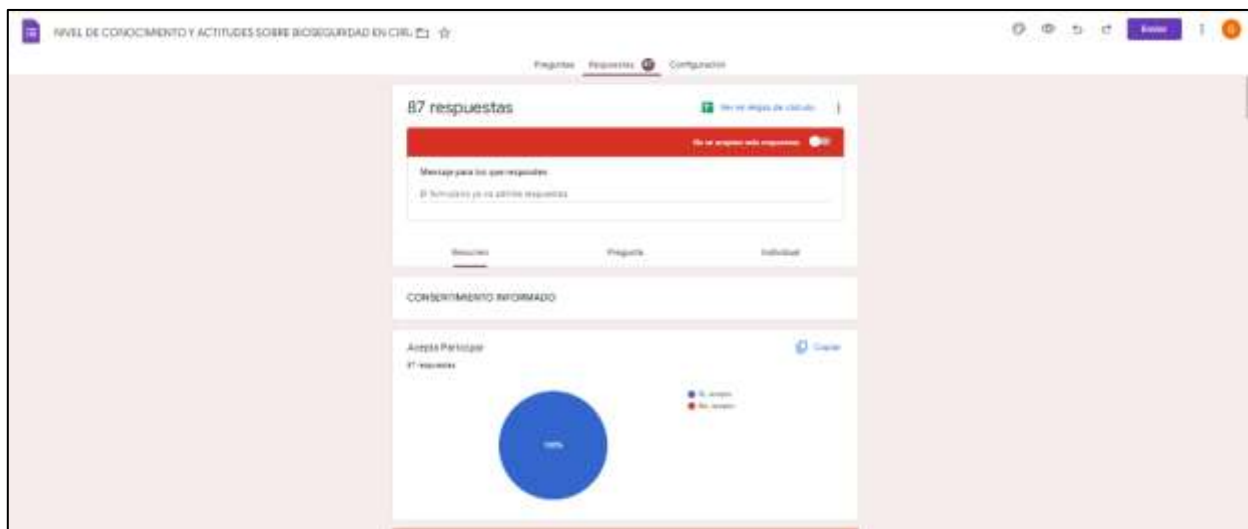 NIVEL DE CONOCIMIENTO Y ACTITUDES SOBRE BIOSEGURIDAD EN CIRU
Enviar
Preguntas Respuestas 87 Configuración
87 respuestas
Ver en Hojas de cálculo
No se aceptan más respuestas
Mensaje para los que responden
El formulario ya no admite respuestas
Resumen Pregunta Individual
CONSENTIMIENTO INFORMADO
Acepta Participar
Copiar
87 respuestas
Si, acepto
No, acepto
100%